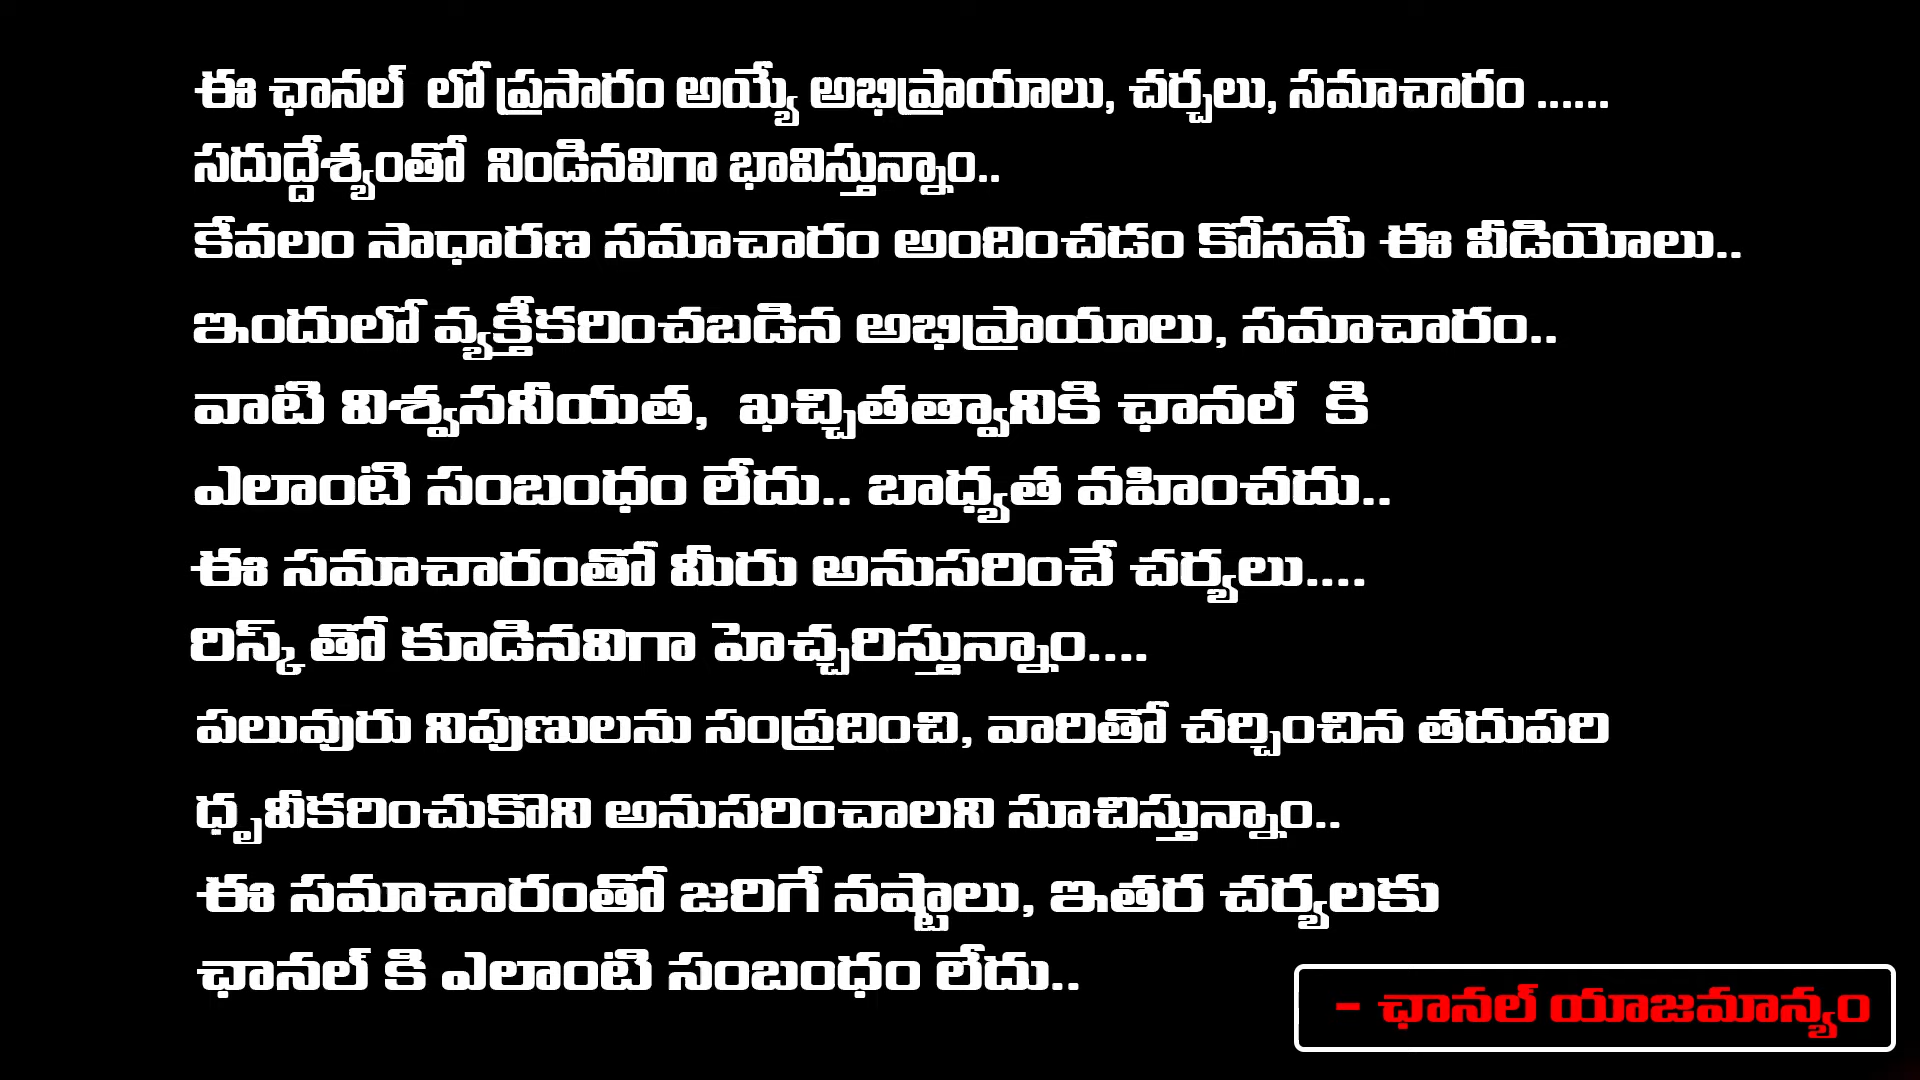 ఈ ఛానల్ లో ప్రసారం అయ్యే అభిప్రాయాలు, చర్చలు, సమాచారం ......
సదుద్దేశ్యంతో నిండినవిగా భావిస్తున్నాం..
కేవలం సాధారణ సమాచారం అందించడం కోసమే ఈ వీడియోలు..
ఇందులో వ్యక్తీకరించబడిన అభిప్రాయాలు, సమాచారం..
వాటి విశ్వసనీయత, ఖచ్చితత్వానికి ఛానల్ కి
ఎలాంటి సంబంధం లేదు.. బాధ్యత వహించదు..
ఈ సమాచారంతో మీరు అనుసరించే చర్యలు....
రిస్క్ తో కూడినవిగా హెచ్చరిస్తున్నాం....
పలువురు నిపుణులను సంప్రదించి, వారితో చర్చించిన తదుపరి
ధృవీకరించుకొని అనుసరించాలని సూచిస్తున్నాం..
ఈ సమాచారంతో జరిగే నష్టాలు, ఇతర చర్యలకు
ఛానల్ కి ఎలాంటి సంబంధం లేదు..
- ఛానల్ యాజమాన్యం